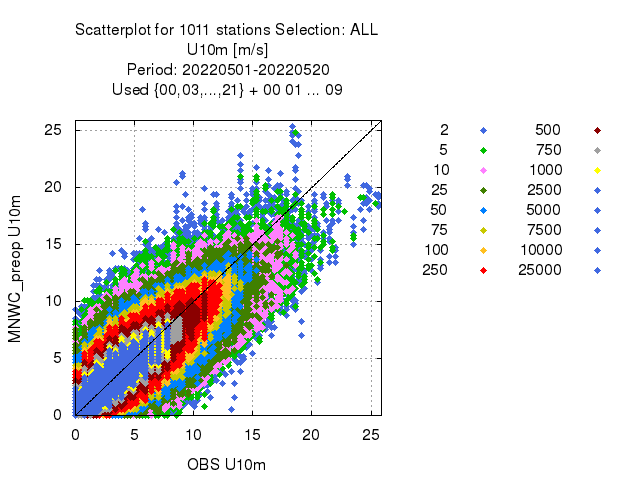 Scatterplot for 1011 stations Selection: ALL
U10m [m/s]
Period: 20220501-20220520
Used {00,03,...,21} + 00 01 ... 09
MNWC_preop U10m
25
20
15
10
5
0
0 5 10 15 20 25
OBS U10m
2 500
5 750
10 1000
25 2500
50 5000
75 7500
100 10000
250 25000